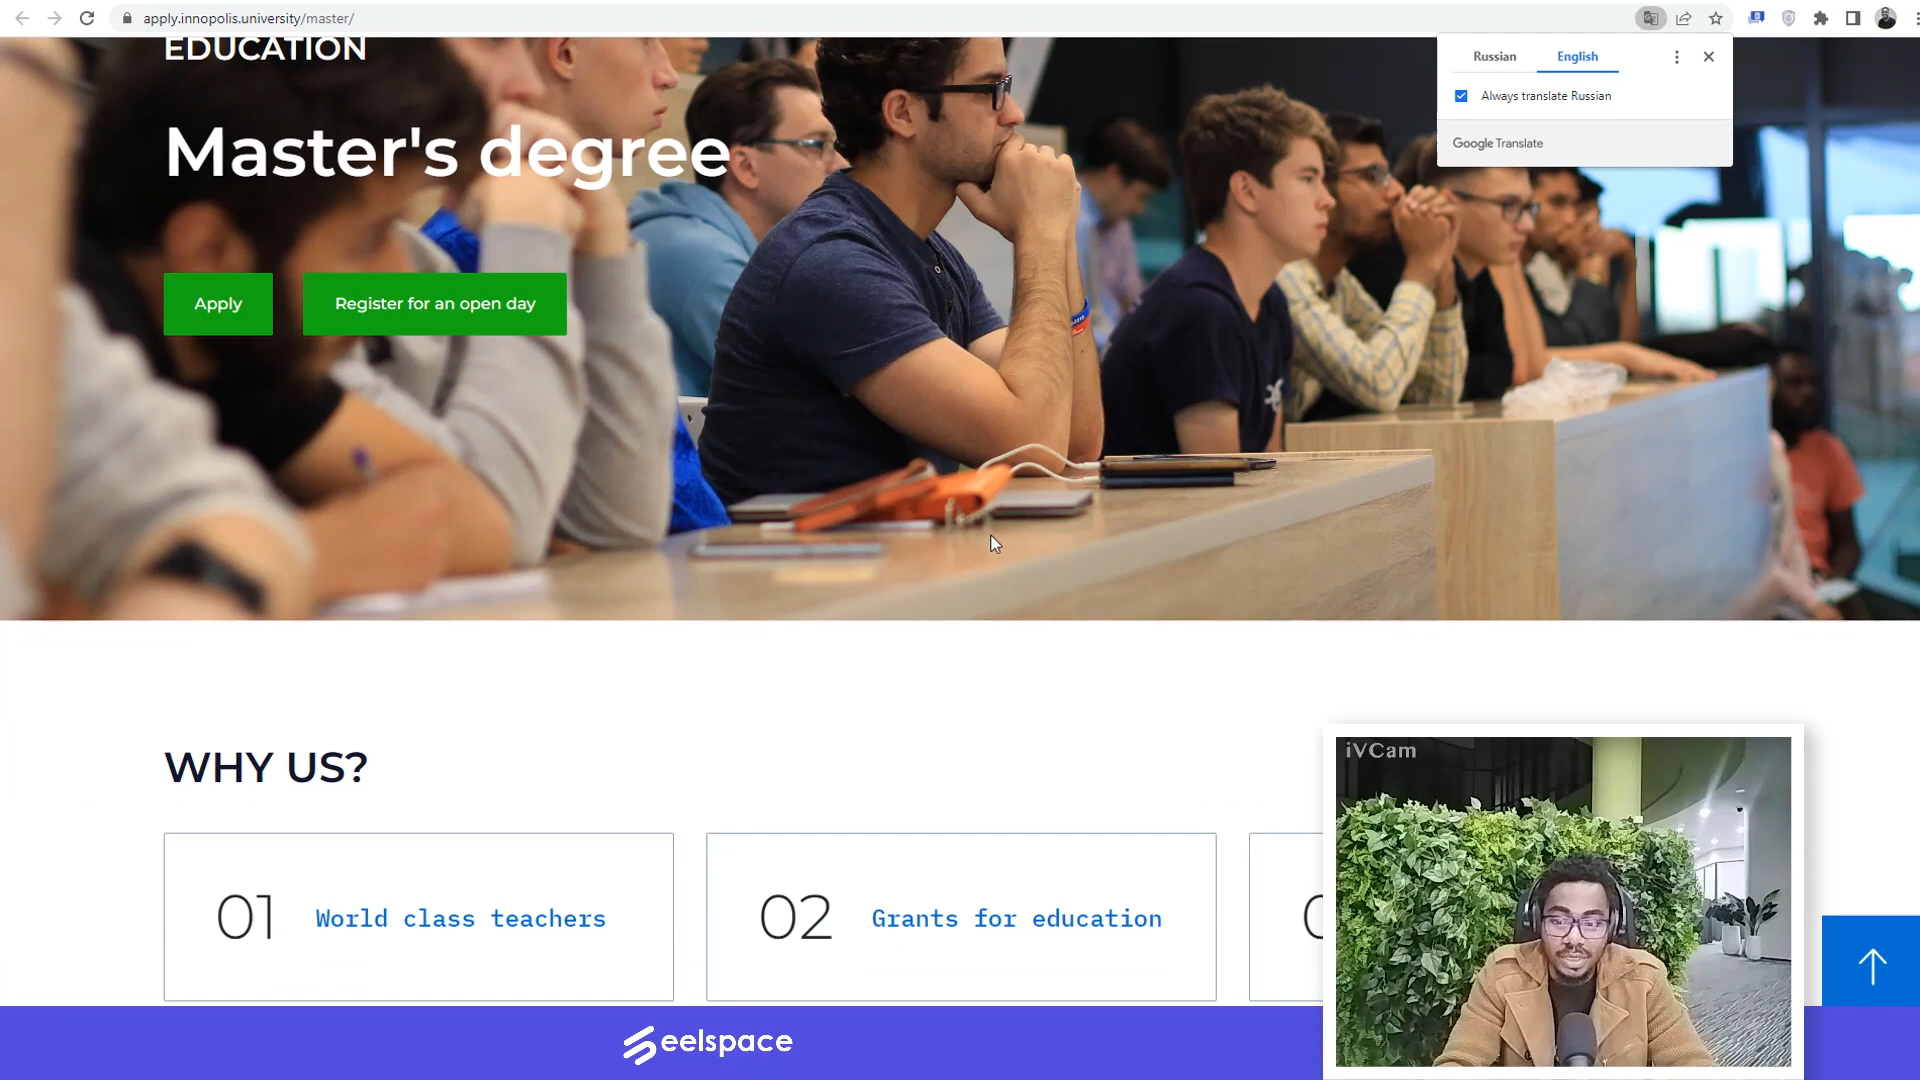 apply.innopolis.university/master/
Russian
English
Always translate Russian
Google Translate
EDUCATION
Master's degree
Apply
Register for an open day
WHY US?
01
World class teachers
02
Grants for education
iVCam
eelspace